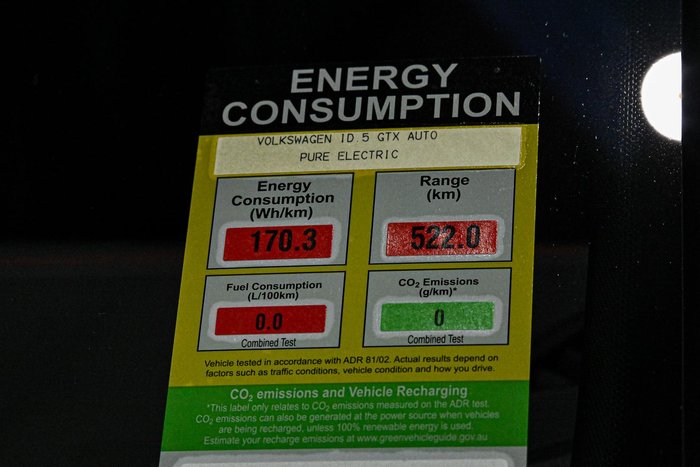 ENERGY
CONSUMPTION
VOLKSWAGEN ID.5 GTX AUTO
PURE ELECTRIC
Energy
Consumption
(Wh/km)
170.3
Range
(km)
522.0
Fuel Consumption
(L/100km)
0.0
Combined Test
CO₂ Emissions
(g/km)*
0
Combined Test
Vehicle tested in accordance with ADR 81/02. Actual results depend on
factors such as traffic conditions, vehicle condition and how you drive.
CO₂ emissions and Vehicle Recharging
*This label only relates to CO₂ emissions measured on the ADR test.
CO₂ emissions can also be generated at the power source when vehicles
are being recharged, unless 100% renewable energy is used.
Estimate your recharge emissions at www.greenvehicleguide.gov.au